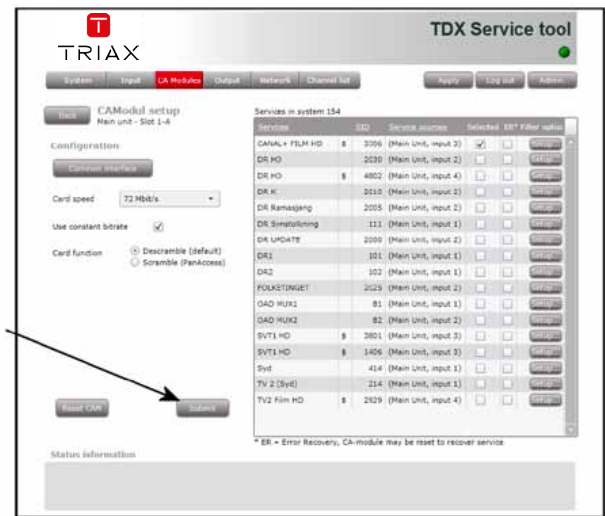 TRIAX
TDX Service tool
System Input CA Modules Output Network Channel list Apply Log out Admin
Back CAModul setup
Main unit - Slot 1-A
Configuration
Common interface
Card speed 72 Mbit/s
Use constant bitrate
Card function Descramble (default)
Scramble (PanAccess)
Reset CAM Submit
Services in system 154
Services SID Service sources Selected ER* Filter option
CANAL+ FILM HD $ 3306 (Main Unit, input 3) Setup...
DR HD 2030 (Main Unit, input 2) Setup...
DR HD $ 4802 (Main Unit, input 4) Setup...
DR K 2010 (Main Unit, input 2) Setup...
DR Ramasjang 2005 (Main Unit, input 2) Setup...
DR Synstolkning 111 (Main Unit, input 1) Setup...
DR UPDATE 2000 (Main Unit, input 2) Setup...
DR1 101 (Main Unit, input 1) Setup...
DR2 102 (Main Unit, input 1) Setup...
FOLKETINGET 2025 (Main Unit, input 2) Setup...
OAD MUX1 81 (Main Unit, input 1) Setup...
OAD MUX2 82 (Main Unit, input 2) Setup...
SVT1 HD $ 3801 (Main Unit, input 3) Setup...
SVT1 HD $ 1406 (Main Unit, input 3) Setup...
Syd 414 (Main Unit, input 1) Setup...
TV 2 (Syd) 214 (Main Unit, input 1) Setup...
TV2 Film HD $ 2929 (Main Unit, input 4) Setup...
* ER = Error Recovery, CA-module may be reset to recover service
Status information